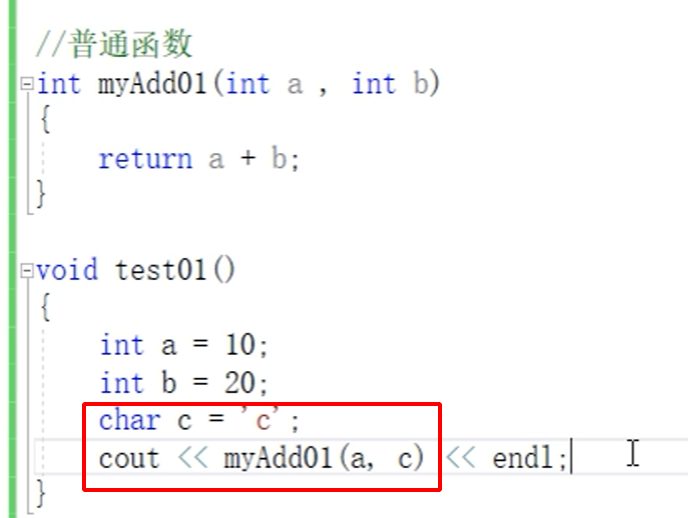 //普通函数
int myAdd01(int a , int b)
{
return a + b;
}
void test01()
{
int a = 10;
int b = 20;
char c = 'c';
cout << myAdd01(a, c) << endl;
}